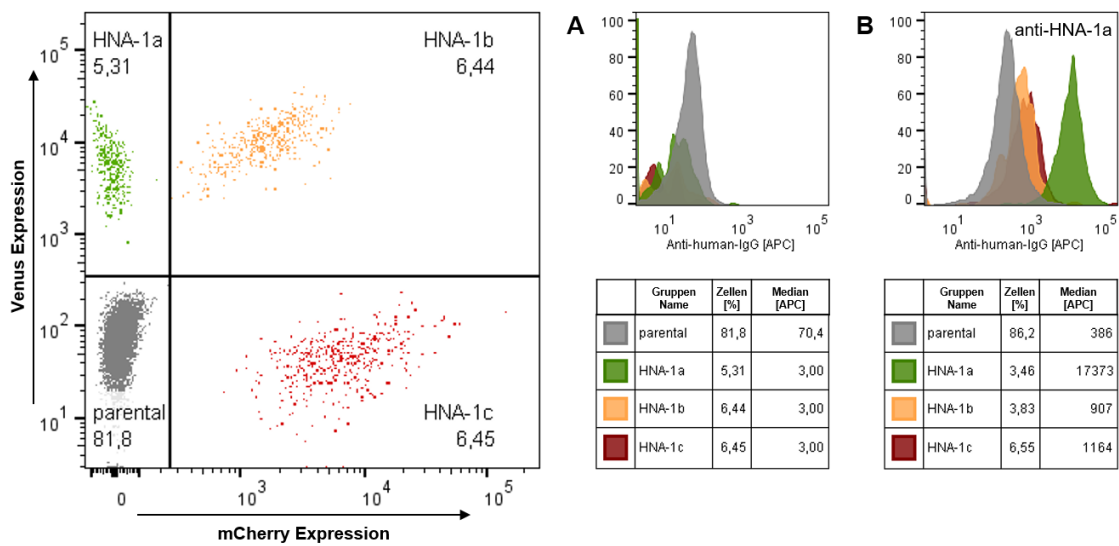 HNA-1a
5,31
HNA-1b
6,44
parental
81,8
HNA-1c
6,45
10^5
10^4
10^3
10^2
10^1
0
10^3
10^4
10^5
Venus Expression
mCherry Expression
A
100
80
60
40
20
0
10^1
10^3
10^5
Anti-human-IgG [APC]
Gruppen Name Zellen [%] Median [APC]
parental 81,8 70,4
HNA-1a 5,31 3,00
HNA-1b 6,44 3,00
HNA-1c 6,45 3,00
B
anti-HNA-1a
100
80
60
40
20
0
10^1
10^3
10^5
Anti-human-IgG [APC]
Gruppen Name Zellen [%] Median [APC]
parental 86,2 386
HNA-1a 3,46 17373
HNA-1b 3,83 907
HNA-1c 6,55 1164